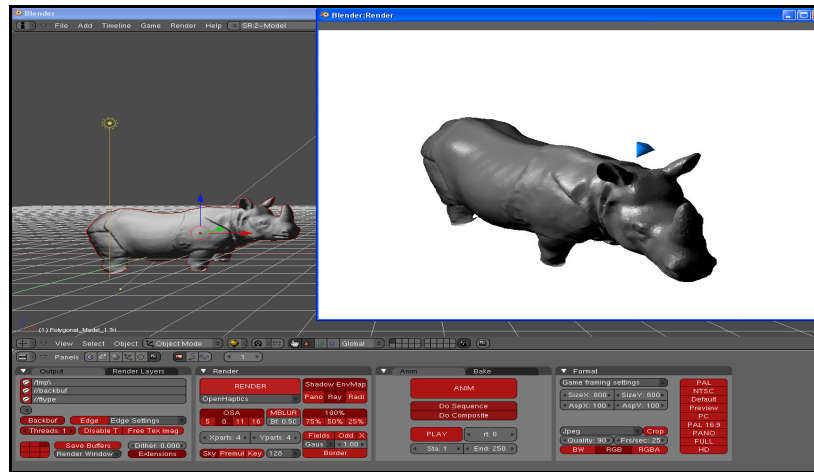 Blender
Blender:Render
File Add Timeline Game Render Help SR:2-Model
(1) Polygonal_Model_1 Tri
View Select Object Object Mode Global
Panels 1
Output Render Layers
Render
Anim Bake
Format
/tmp\
//backbuf
//ftype
Backbuf Edge Edge Settings
Threads: 1 Disable T Free Tex Imag
Save Buffers Dither: 0.000
Render Window Extensions
RENDER
OpenHaptics
Shadow EnvMap
Pano Ray Radi
OSA MBLUR 100%
5 8 11 16 Bf: 0.50 75% 50% 25%
Xparts: 4 Yparts: 4 Fields Odd X
Gaus 1.00
Sky Premul Key 128 Border
ANIM
Do Sequence
Do Composite
PLAY rt: 0
Sta: 1 End: 250
Game framing settings
SizeX: 800 SizeY: 600
AspX: 100 AspY: 100
Jpeg Crop
Quality: 90 Frs/sec: 25
BW RGB RGBA
PAL
NTSC
Default
Preview
PC
PAL 16:9
PANO
FULL
HD